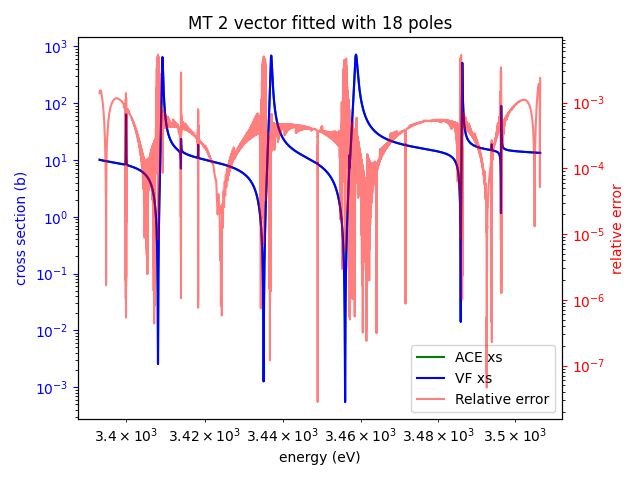 MT 2 vector fitted with 18 poles
10³
10²
10¹
10⁰
10⁻¹
10⁻²
10⁻³
cross section (b)
10⁻³
10⁻⁴
10⁻⁵
10⁻⁶
10⁻⁷
relative error
ACE xs
VF xs
Relative error
3.4 × 10³ 3.42 × 10³ 3.44 × 10³ 3.46 × 10³ 3.48 × 10³ 3.5 × 10³
energy (eV)